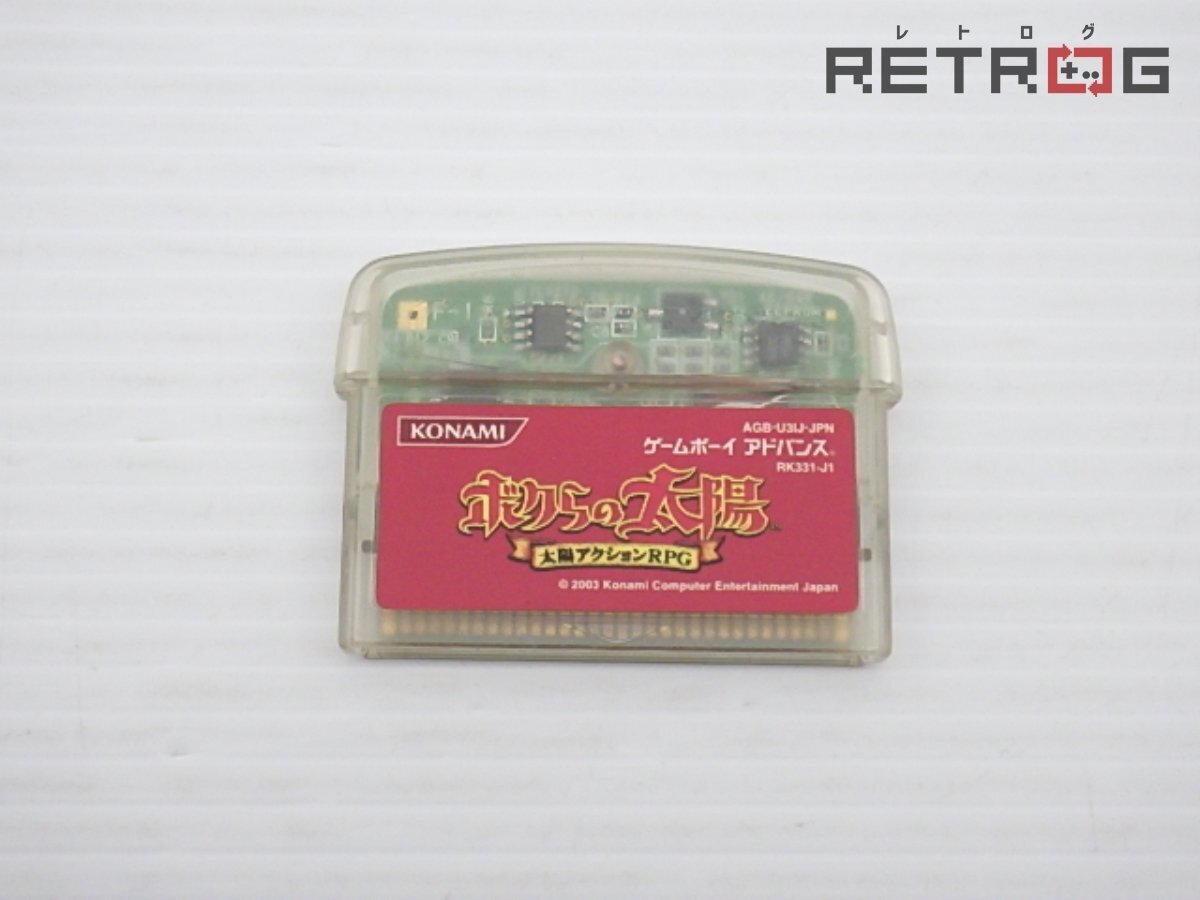 レトログ
RETROG
KONAMI
AGB-U3IJ-JPN
ゲームボーイ アドバンス
RK331-J1
ボクらの太陽™
太陽アクションRPG
© 2003 Konami Computer Entertainment Japan